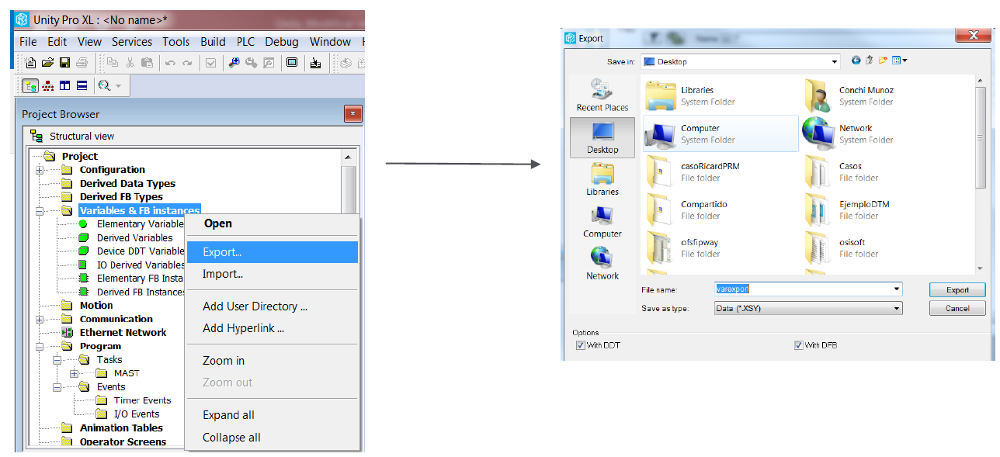 Unity Pro XL : <No name>*
File Edit View Services Tools Build PLC Debug Window
Project Browser
Structural view
Project
Configuration
Derived Data Types
Derived FB Types
Variables & FB instances
Elementary Variable
Derived Variables
Device DDT Variable
IO Derived Variables
Elementary FB Insta
Derived FB Instances
Motion
Communication
Ethernet Network
Program
Tasks
MAST
Events
Timer Events
I/O Events
Animation Tables
Operator Screens
Open
Export...
Import...
Add User Directory ...
Add Hyperlink ...
Zoom in
Zoom out
Expand all
Collapse all
Export
Save in: Desktop
Recent Places
Desktop
Libraries
Computer
Network
Libraries
System Folder
Conchi Munoz
System Folder
Computer
System Folder
Network
System Folder
casoRicardPRM
File folder
Casos
File folder
Compartido
File folder
EjemploDTM
File folder
ofsfipway
File folder
osisoft
File folder
File name: varexport Export
Save as type: Data (*.XSY) Cancel
Options
With DDT With DFB